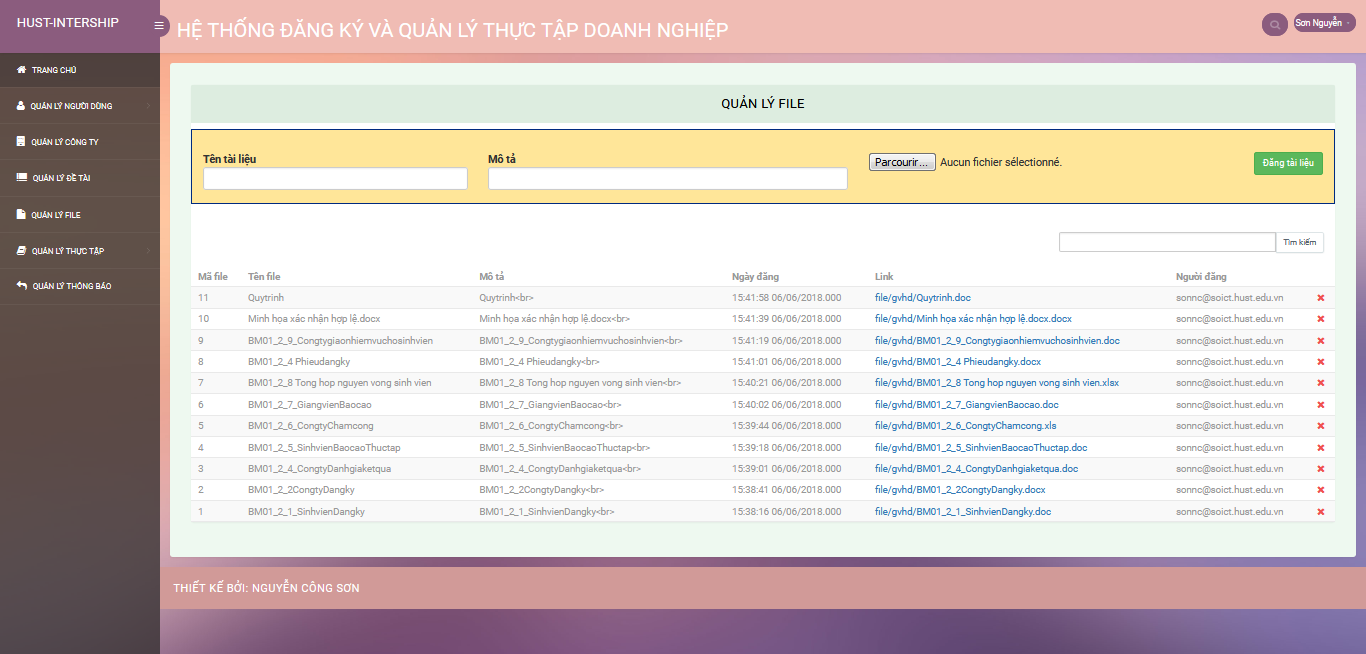 HUST-INTERSHIP
HỆ THỐNG ĐĂNG KÝ VÀ QUẢN LÝ THỰC TẬP DOANH NGHIỆP
Sơn Nguyễn
TRANG CHỦ
QUẢN LÝ NGƯỜI DÙNG
QUẢN LÝ CÔNG TY
QUẢN LÝ ĐỀ TÀI
QUẢN LÝ FILE
QUẢN LÝ THỰC TẬP
QUẢN LÝ THÔNG BÁO
QUẢN LÝ FILE
Tên tài liệu Mô tả
Parcourir... Aucun fichier sélectionné. Đăng tài liệu
Tìm kiếm
Mã file Tên file Mô tả Ngày đăng Link Người đăng
11 Quytrinh Quytrinh<br> 15:41:58 06/06/2018.000 file/gvhd/Quytrinh.doc sonnc@soict.hust.edu.vn
10 Minh họa xác nhận hợp lệ.docx Minh họa xác nhận hợp lệ.docx<br> 15:41:39 06/06/2018.000 file/gvhd/Minh họa xác nhận hợp lệ.docx.docx sonnc@soict.hust.edu.vn
9 BM01_2_9_Congtygiaonhiemvuchosinhvien BM01_2_9_Congtygiaonhiemvuchosinhvien<br> 15:41:19 06/06/2018.000 file/gvhd/BM01_2_9_Congtygiaonhiemvuchosinhvien.doc sonnc@soict.hust.edu.vn
8 BM01_2_4 Phieudangky BM01_2_4 Phieudangky<br> 15:41:01 06/06/2018.000 file/gvhd/BM01_2_4 Phieudangky.docx sonnc@soict.hust.edu.vn
7 BM01_2_8 Tong hop nguyen vong sinh vien BM01_2_8 Tong hop nguyen vong sinh vien<br> 15:40:21 06/06/2018.000 file/gvhd/BM01_2_8 Tong hop nguyen vong sinh vien.xlsx sonnc@soict.hust.edu.vn
6 BM01_2_7_GiangvienBaocao BM01_2_7_GiangvienBaocao<br> 15:40:02 06/06/2018.000 file/gvhd/BM01_2_7_GiangvienBaocao.doc sonnc@soict.hust.edu.vn
5 BM01_2_6_CongtyChamcong BM01_2_6_CongtyChamcong<br> 15:39:44 06/06/2018.000 file/gvhd/BM01_2_6_CongtyChamcong.xls sonnc@soict.hust.edu.vn
4 BM01_2_5_SinhvienBaocaoThuctap BM01_2_5_SinhvienBaocaoThuctap<br> 15:39:18 06/06/2018.000 file/gvhd/BM01_2_5_SinhvienBaocaoThuctap.doc sonnc@soict.hust.edu.vn
3 BM01_2_4_CongtyDanhgiaketqua BM01_2_4_CongtyDanhgiaketqua<br> 15:39:01 06/06/2018.000 file/gvhd/BM01_2_4_CongtyDanhgiaketqua.doc sonnc@soict.hust.edu.vn
2 BM01_2_2CongtyDangky BM01_2_2CongtyDangky<br> 15:38:41 06/06/2018.000 file/gvhd/BM01_2_2CongtyDangky.docx sonnc@soict.hust.edu.vn
1 BM01_2_1_SinhvienDangky BM01_2_1_SinhvienDangky<br> 15:38:16 06/06/2018.000 file/gvhd/BM01_2_1_SinhvienDangky.doc sonnc@soict.hust.edu.vn
THIẾT KẾ BỞI: NGUYỄN CÔNG SƠN